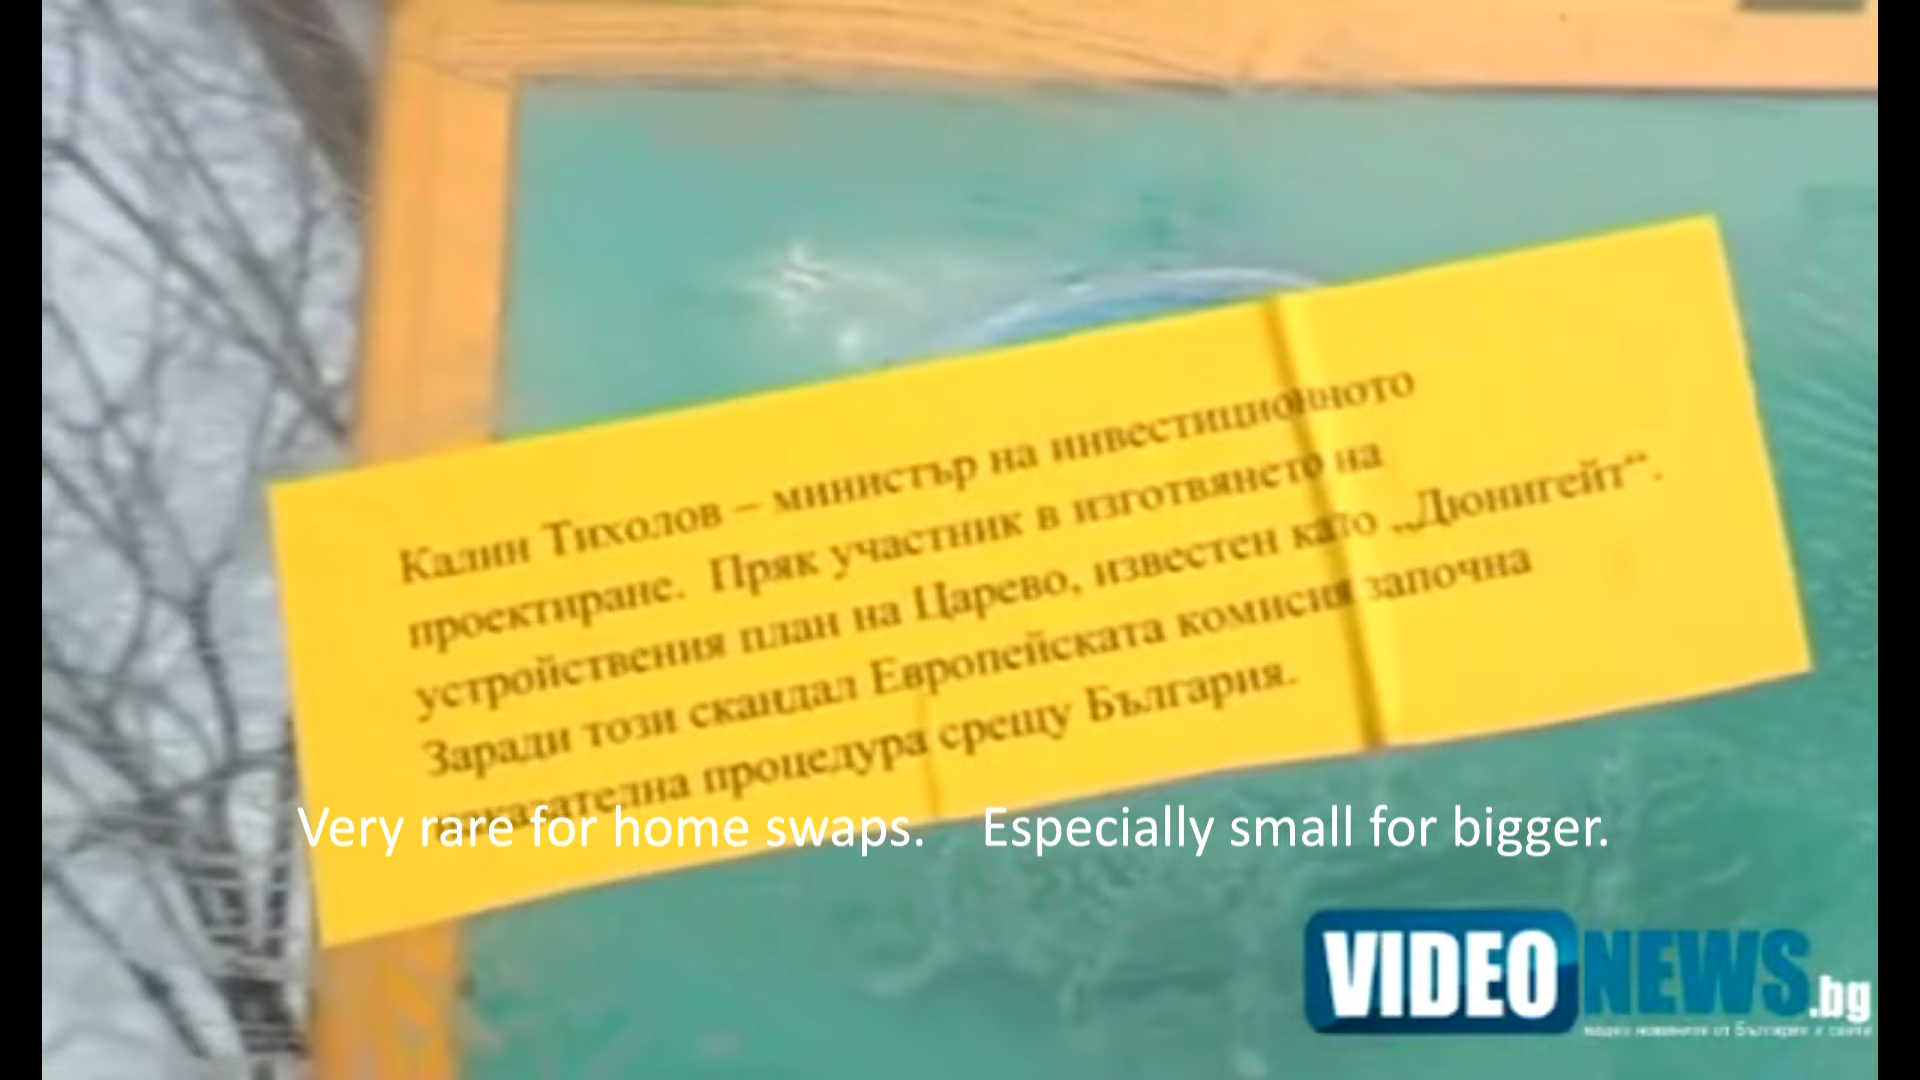 Калин Тихолов – министър на инвестиционното
проектиране. Пряк участник в изготвянето на
устройствения план на Царево, известен като „Дюнигейт“.
Заради този скандал Европейската комисия започна
наказателна процедура срещу България.
Very rare for home swaps. Especially small for bigger.
VIDEONEWS.bg